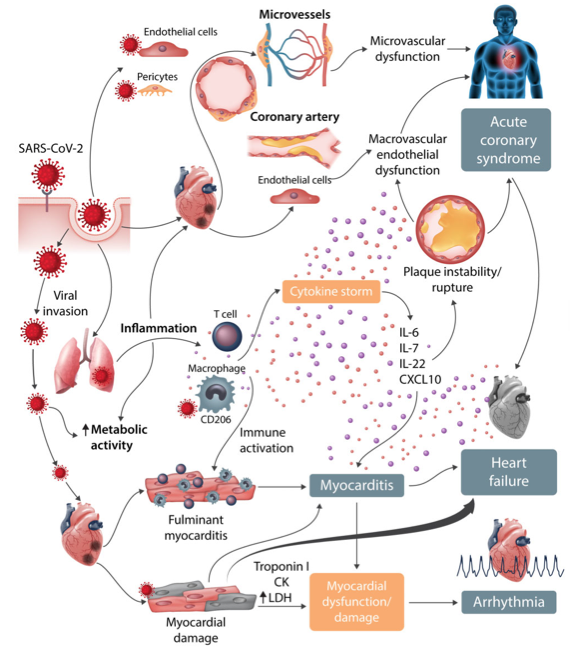 Microvessels
Endothelial cells
Pericytes
Microvascular
dysfunction
Coronary artery
SARS-CoV-2
Endothelial cells
Macrovascular
endothelial
dysfunction
Acute
coronary
syndrome
Plaque instability/
rupture
Viral
invasion
Inflammation
T cell
Cytokine storm
IL-6
IL-7
IL-22
CXCL10
Macrophage
CD206
Metabolic
activity
Immune
activation
Fulminant
myocarditis
Myocarditis
Heart
failure
Myocardial
damage
Troponin I
CK
LDH
Myocardial
dysfunction/
damage
Arrhythmia